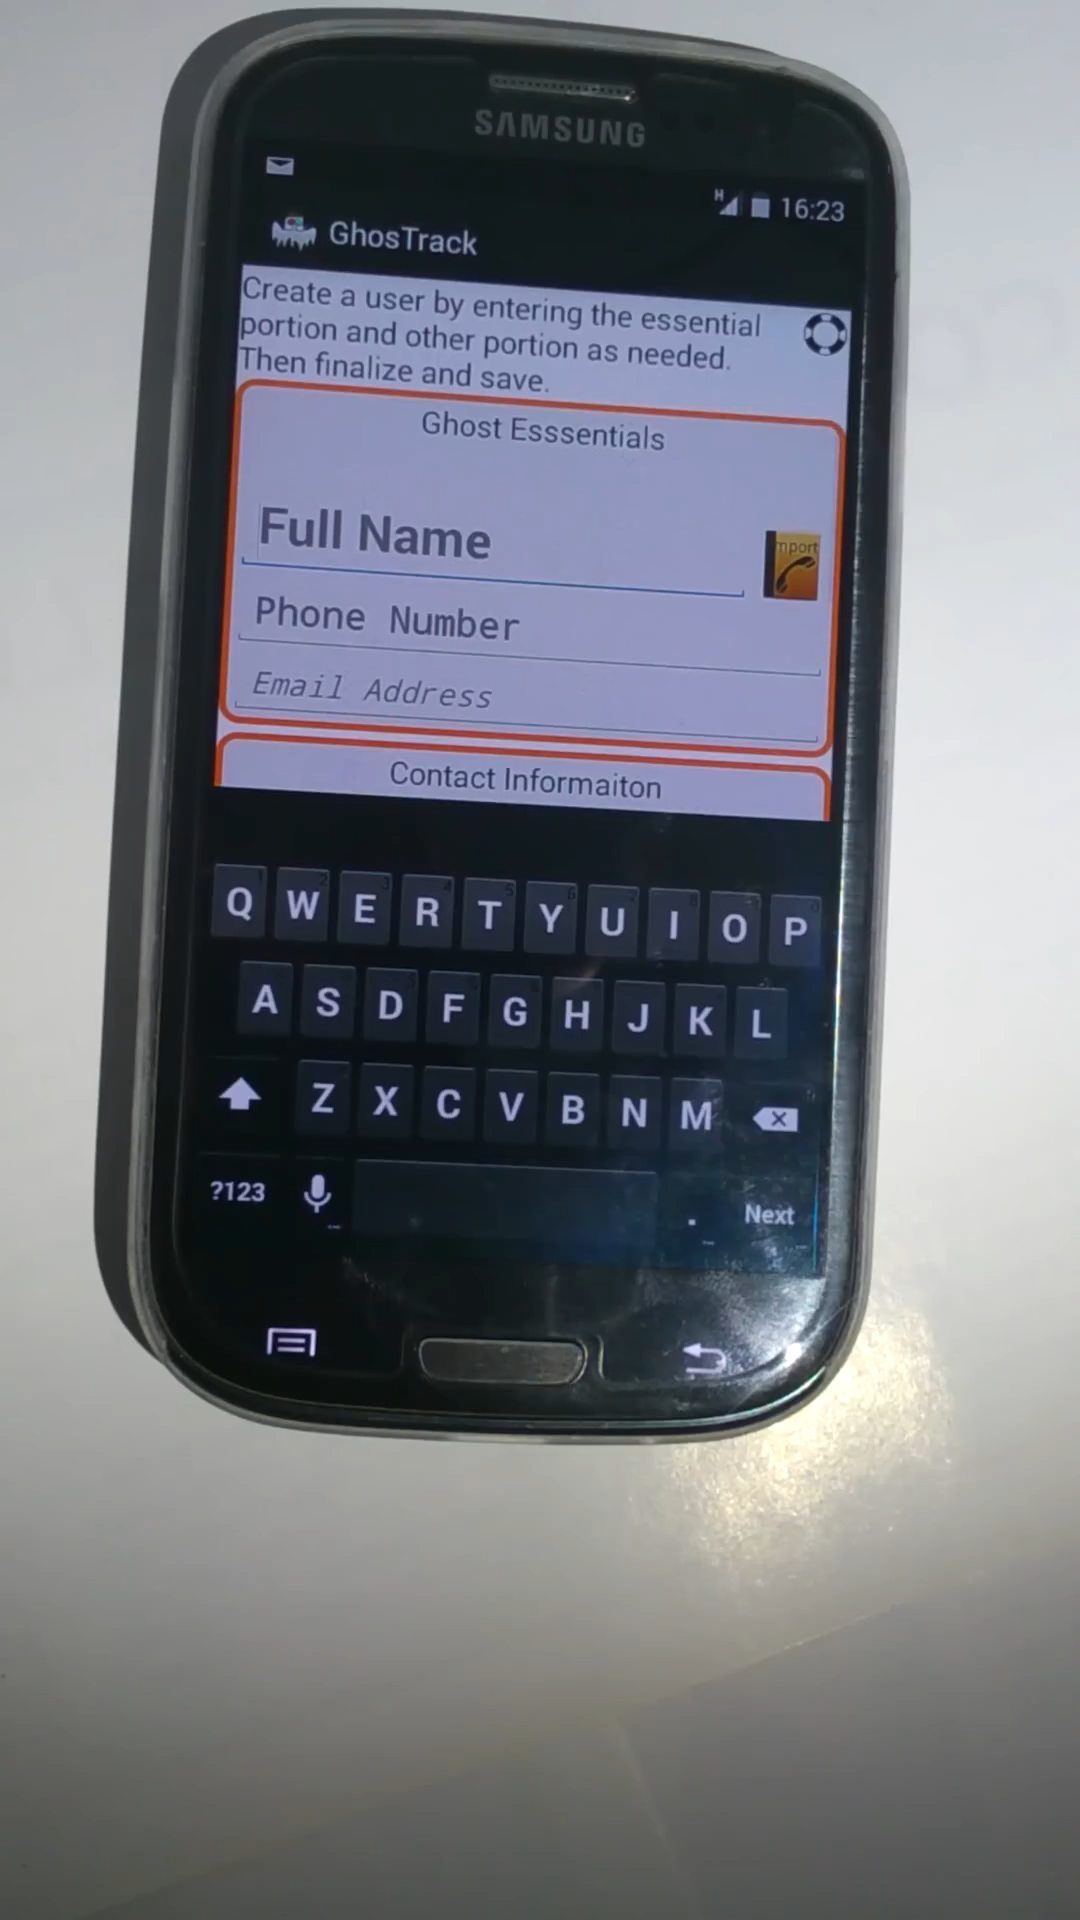 SAMSUNG
H 16:23
GhosTrack
Create a user by entering the essential
portion and other portion as needed.
Then finalize and save.
Ghost Esssentials
Full Name
mport
Phone Number
Email Address
Contact Informaiton
Q W E R T Y U I O P
A S D F G H J K L
Z X C V B N M
?123 . Next